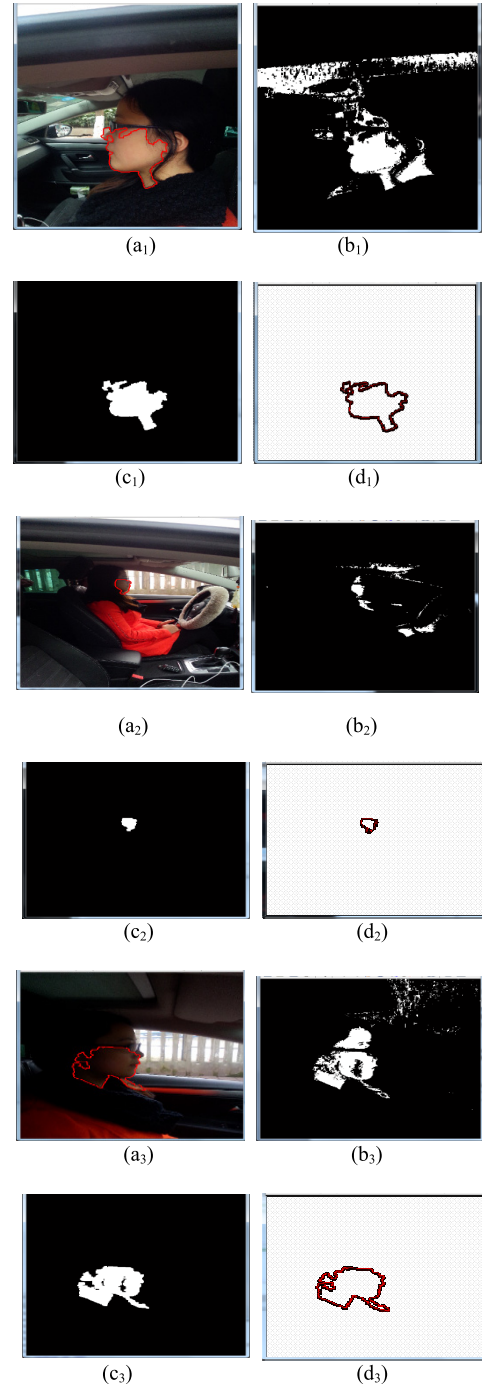 (a₁) (b₁)
(c₁) (d₁)
(a₂) (b₂)
(c₂) (d₂)
(a₃) (b₃)
(c₃) (d₃)